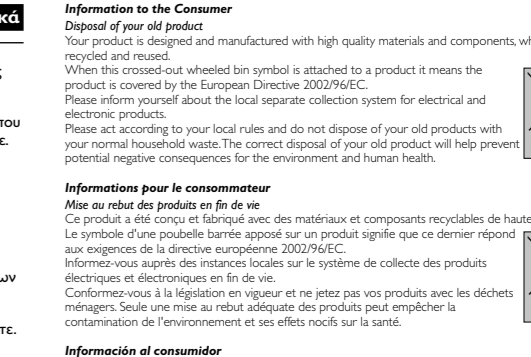 κά
ς
του
ε.
ων
τε.
Information to the Consumer
Disposal of your old product
Your product is designed and manufactured with high quality materials and components,
recycled and reused.
When this crossed-out wheeled bin symbol is attached to a product it means the
product is covered by the European Directive 2002/96/EC.
Please inform yourself about the local separate collection system for electrical and
electronic products.
Please act according to your local rules and do not dispose of your old products with
your normal household waste. The correct disposal of your old product will help prevent
potential negative consequences for the environment and human health.
Informations pour le consommateur
Mise au rebut des produits en fin de vie
Ce produit a été conçu et fabriqué avec des matériaux et composants recyclables de haute
Le symbole d'une poubelle barrée apposé sur un produit signifie que ce dernier répond
aux exigences de la directive européenne 2002/96/EC.
Informez-vous auprès des instances locales sur le système de collecte des produits
électriques et électroniques en fin de vie.
Conformez-vous à la législation en vigueur et ne jetez pas vos produits avec les déchets
ménagers. Seule une mise au rebut adéquate des produits peut empêcher la
contamination de l'environnement et ses effets nocifs sur la santé.
Información al consumidor